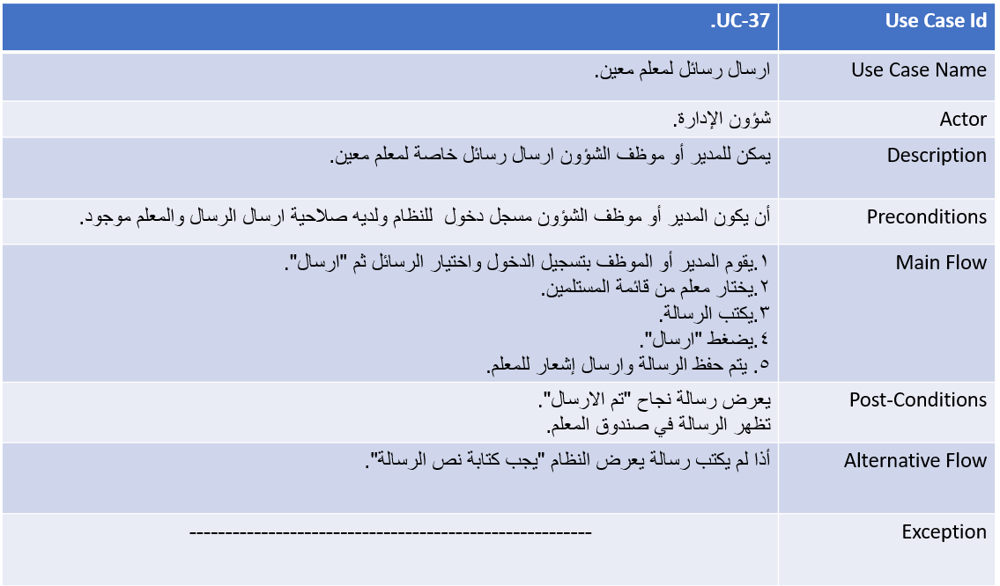 Use Case Id UC-37.
Use Case Name ارسال رسائل لمعلم معين.
Actor شؤون الإدارة.
Description يمكن للمدير أو موظف الشؤون ارسال رسائل خاصة لمعلم معين.
Preconditions أن يكون المدير أو موظف الشؤون مسجل دخول للنظام ولديه صلاحية ارسال الرسال والمعلم موجود.
Main Flow ١.يقوم المدير أو الموظف بتسجيل الدخول واختيار الرسائل ثم "ارسال".
٢.يختار معلم من قائمة المستلمين.
٣.يكتب الرسالة.
٤.يضغط "ارسال".
٥. يتم حفظ الرسالة وارسال إشعار للمعلم.
Post-Conditions يعرض رسالة نجاح "تم الارسال".
تظهر الرسالة في صندوق المعلم.
Alternative Flow أذا لم يكتب رسالة يعرض النظام "يجب كتابة نص الرسالة".
Exception ---------------------------------------------------------